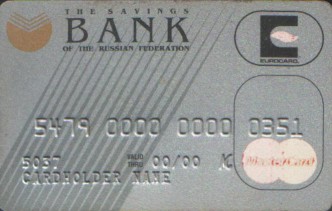 THE SAVINGS
BANK
OF THE RUSSIAN FEDERATION
EUROCARD.
5479 0000 0000 0351
5037 VALID THRU 00/00
CARDHOLDER NAME
MasterCard